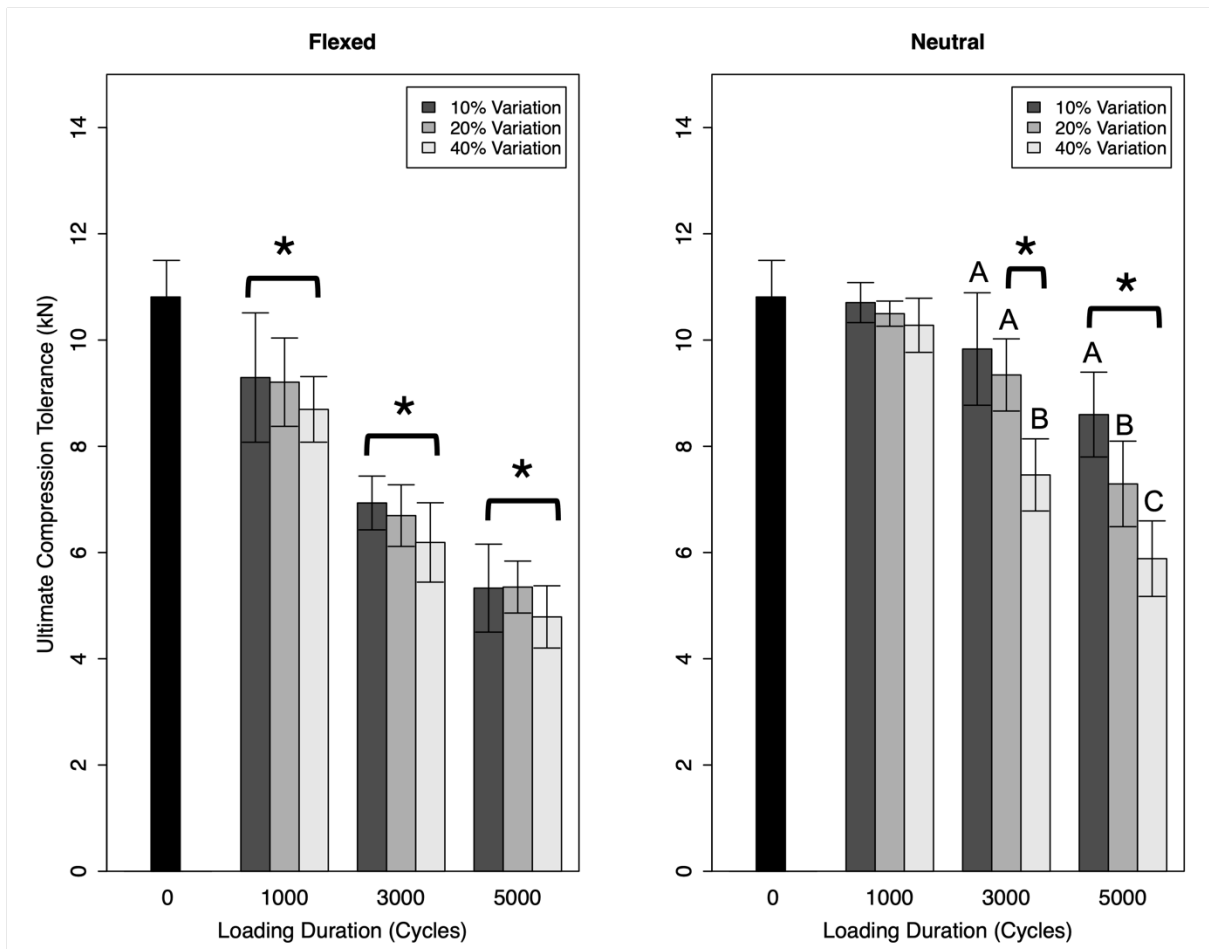 Flexed
10% Variation
20% Variation
40% Variation
Ultimate Compression Tolerance (kN)
14
12
10
8
6
4
2
0
*
*
*
0 1000 3000 5000
Loading Duration (Cycles)
Neutral
10% Variation
20% Variation
40% Variation
14
12
10
8
6
4
2
0
*
A
A
B
*
A
B
C
0 1000 3000 5000
Loading Duration (Cycles)